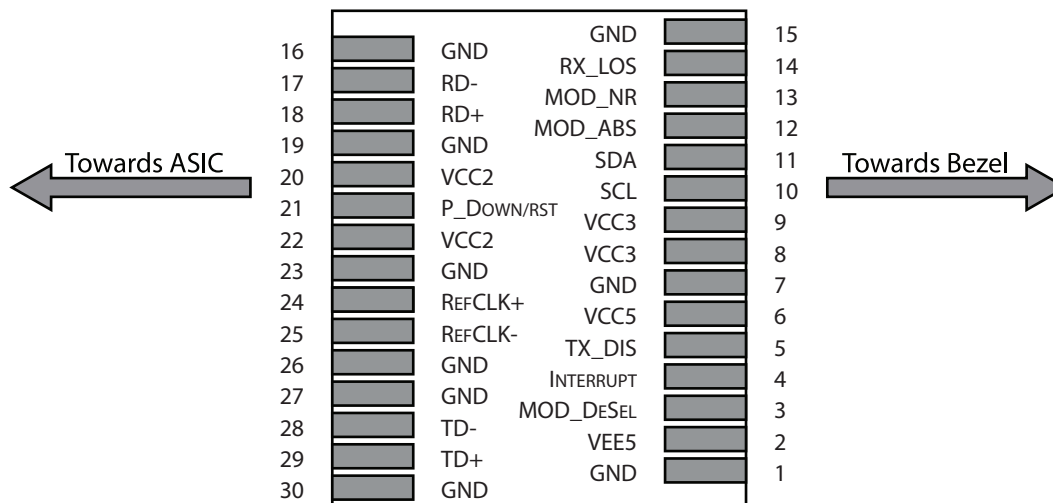 GND 15
16 GND
RX_LOS 14
17 RD-
MOD_NR 13
18 RD+
MOD_ABS 12
19 GND
Towards ASIC
SDA 11
Towards Bezel
20 VCC2
SCL 10
21 P_DOWN/RST
VCC3 9
22 VCC2
VCC3 8
23 GND
GND 7
24 REFCLK+
VCC5 6
25 REFCLK-
TX_DIS 5
26 GND
INTERRUPT 4
27 GND
MOD_DESEL 3
28 TD-
VEE5 2
29 TD+
GND 1
30 GND